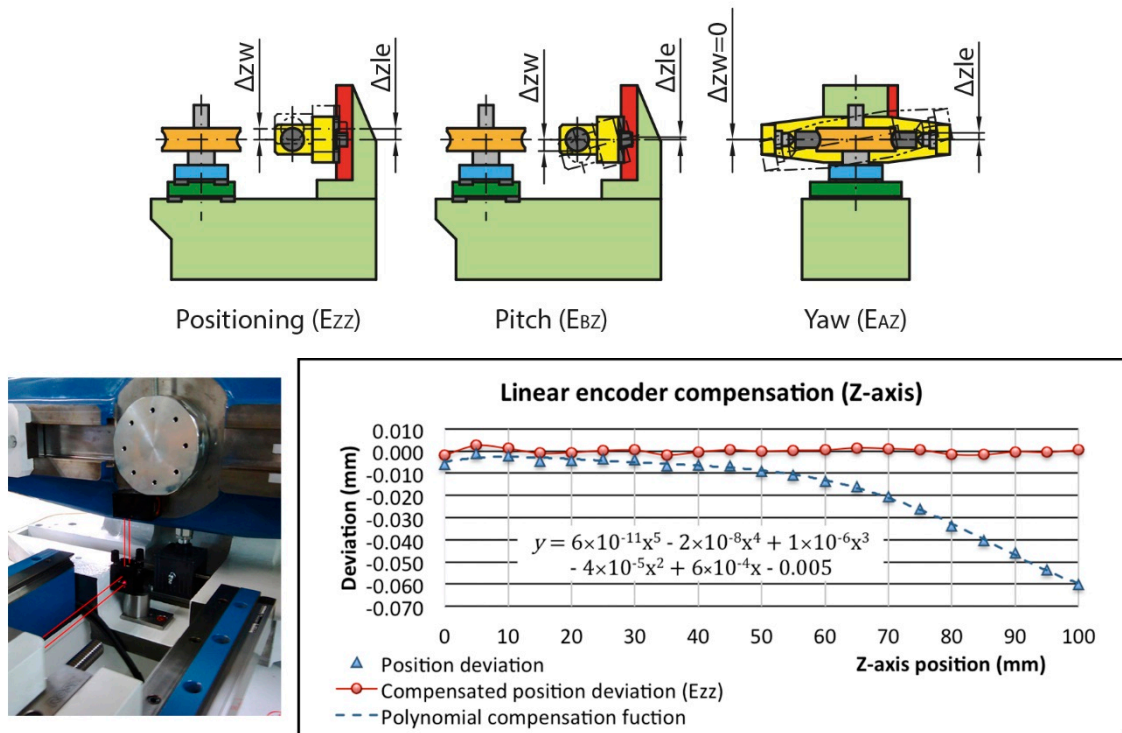 Δzw
Δzle
Δzw
Δzle
Δzw=0
Δzle
Positioning (EZZ)
Pitch (EBZ)
Yaw (EAZ)
Linear encoder compensation (Z-axis)
Deviation (mm)
0.010
0.000
-0.010
-0.020
-0.030
-0.040
-0.050
-0.060
-0.070
y = 6×10⁻¹¹x⁵ - 2×10⁻⁸x⁴ + 1×10⁻⁶x³
- 4×10⁻⁵x² + 6×10⁻⁴x - 0.005
0 10 20 30 40 50 60 70 80 90 100
Z-axis position (mm)
Position deviation
Compensated position deviation (Ezz)
Polynomial compensation fuction